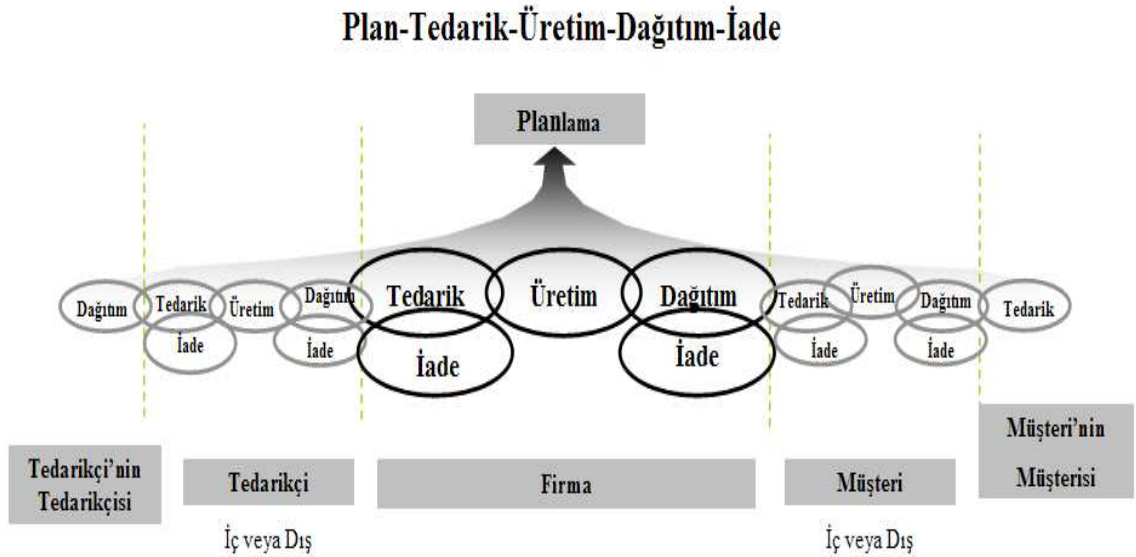 Plan-Tedarik-Üretim-Dağıtım-İade
Planlama
Dağıtım
Tedarik
Üretim
Dağıtım
Tedarik
Üretim
Dağıtım
Tedarik
Üretim
Dağıtım
Tedarik
İade
İade
İade
İade
İade
İade
Tedarikçi'nin
Tedarikçisi
Tedarikçi
Firma
Müşteri
Müşteri'nin
Müşterisi
İç veya Dış
İç veya Dış